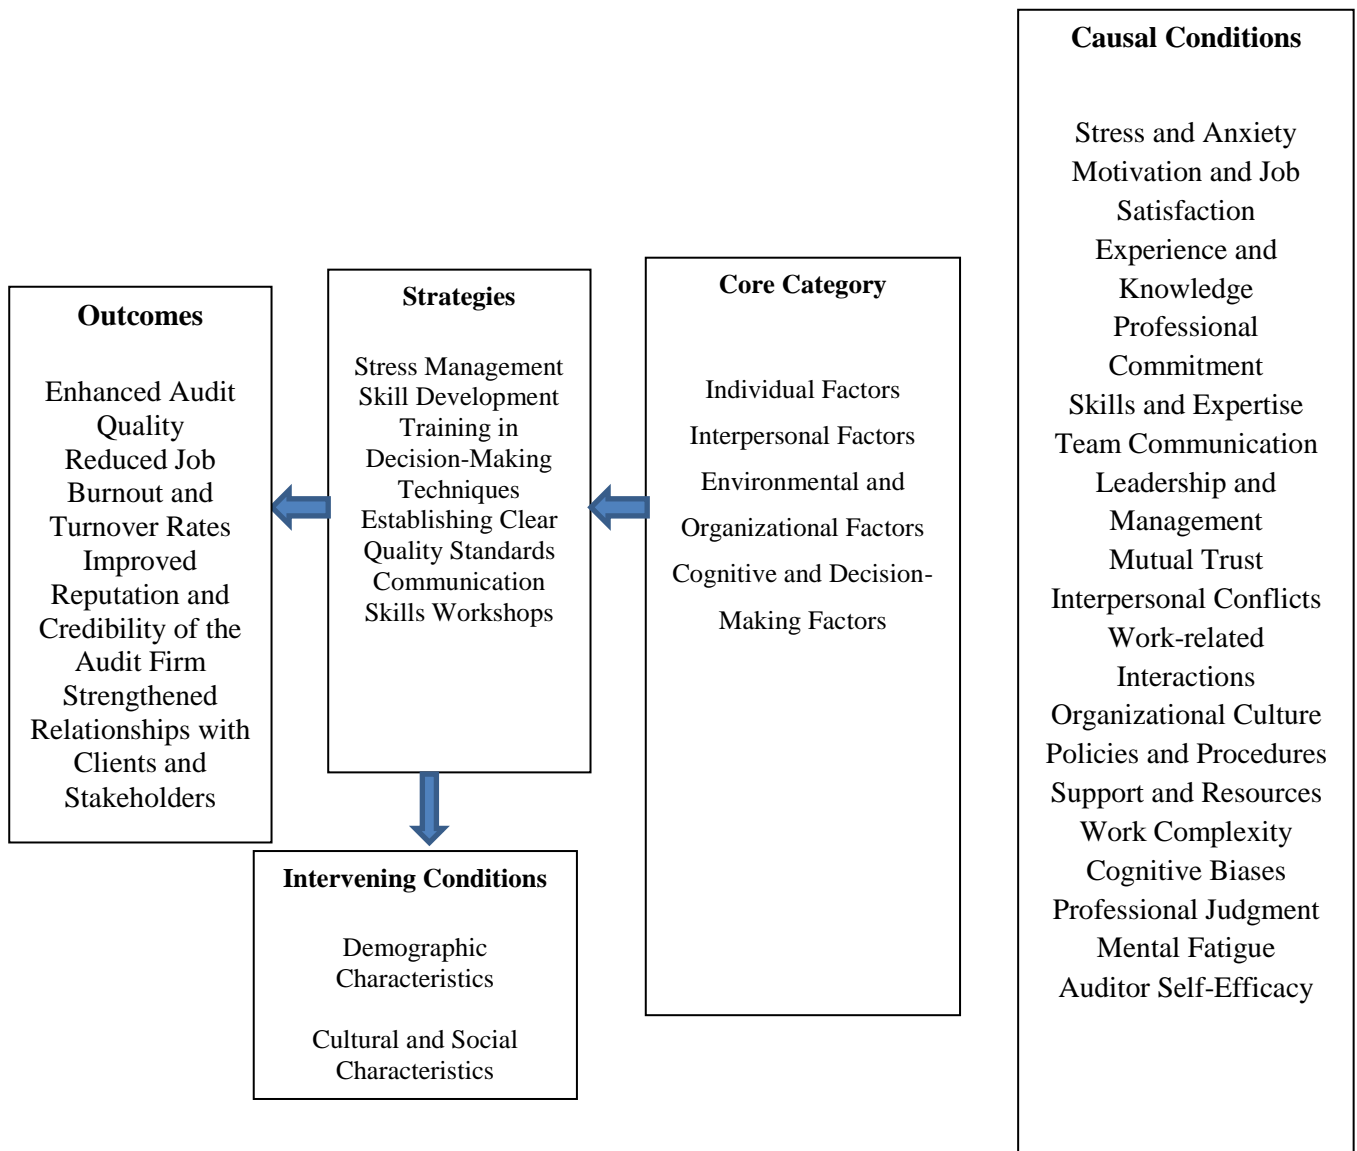 Causal Conditions
Stress and Anxiety
Motivation and Job
Satisfaction
Experience and
Knowledge
Professional
Commitment
Skills and Expertise
Team Communication
Leadership and
Management
Mutual Trust
Interpersonal Conflicts
Work-related
Interactions
Organizational Culture
Policies and Procedures
Support and Resources
Work Complexity
Cognitive Biases
Professional Judgment
Mental Fatigue
Auditor Self-Efficacy
Core Category
Individual Factors
Interpersonal Factors
Environmental and
Organizational Factors
Cognitive and Decision-
Making Factors
Strategies
Stress Management
Skill Development
Training in
Decision-Making
Techniques
Establishing Clear
Quality Standards
Communication
Skills Workshops
Outcomes
Enhanced Audit
Quality
Reduced Job
Burnout and
Turnover Rates
Improved
Reputation and
Credibility of the
Audit Firm
Strengthened
Relationships with
Clients and
Stakeholders
Intervening Conditions
Demographic
Characteristics
Cultural and Social
Characteristics